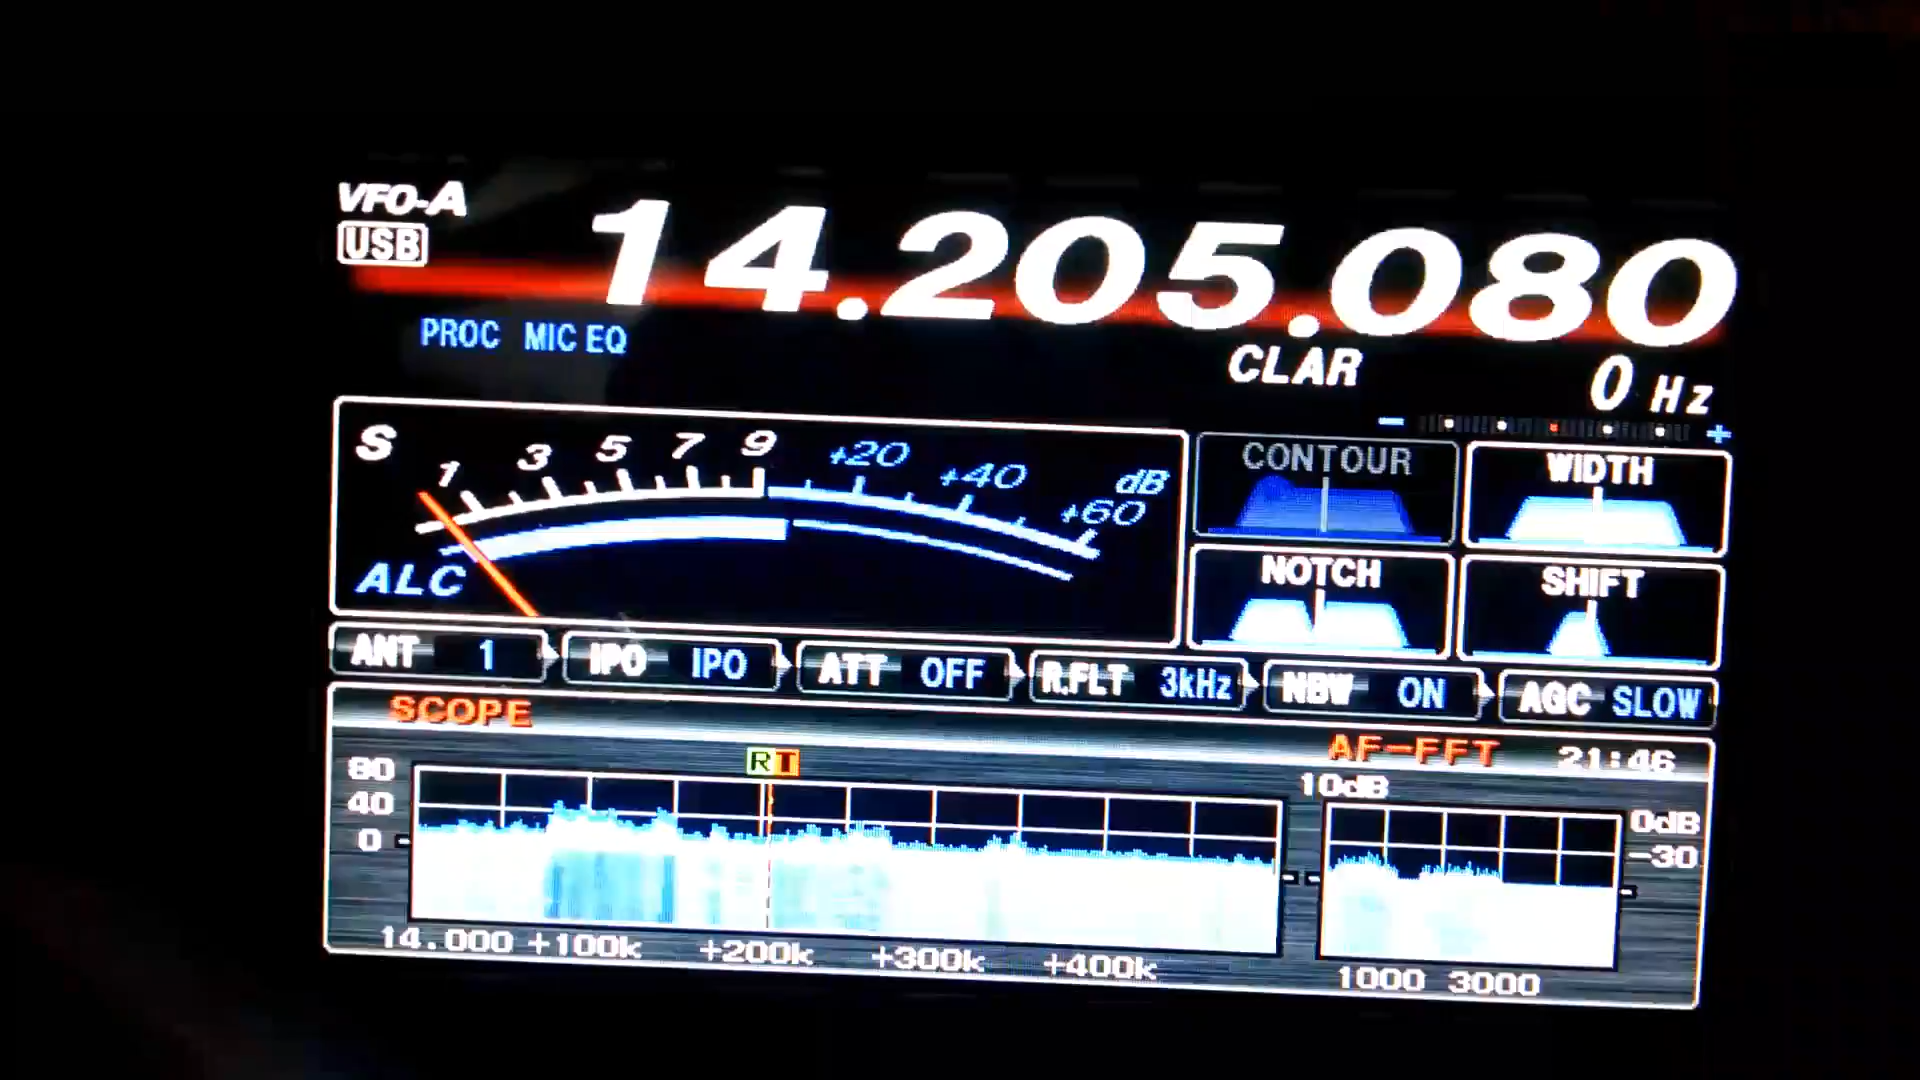 VFO-A
USB
14.205.080
PROC MIC EQ
CLAR 0 Hz
- +
S 1 3 5 7 9 +20 +40 +60 dB
ALC
CONTOUR WIDTH
NOTCH SHIFT
ANT 1 IPO IPO ATT OFF R.FLT 3kHz NBW ON AGC SLOW
SCOPE AF-FFT 21:46
RT
10dB
80
40
0
0dB
-30
14.000 +100k +200k +300k +400k
1000 3000